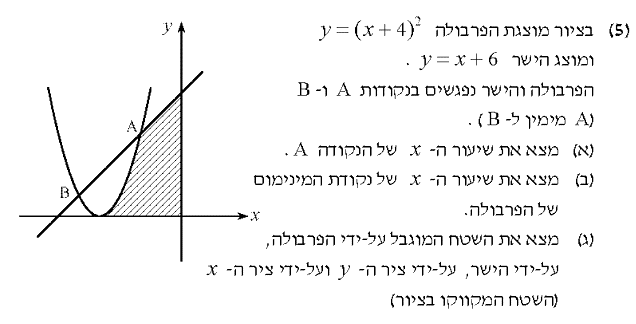 (5) בציור מוצגת הפרבולה y = (x + 4)²
ומוצג הישר y = x + 6 .
הפרבולה והישר נפגשים בנקודות A ו- B
(A מימין ל- B) .
(א) מצא את שיעור ה- x של הנקודה A .
(ב) מצא את שיעור ה- x של נקודת המינימום
של הפרבולה.
(ג) מצא את השטח המוגבל על-ידי הפרבולה,
על-ידי הישר, על-ידי ציר ה- y ועל-ידי ציר ה- x
(השטח המקווקו בציור)
y
A
B
x